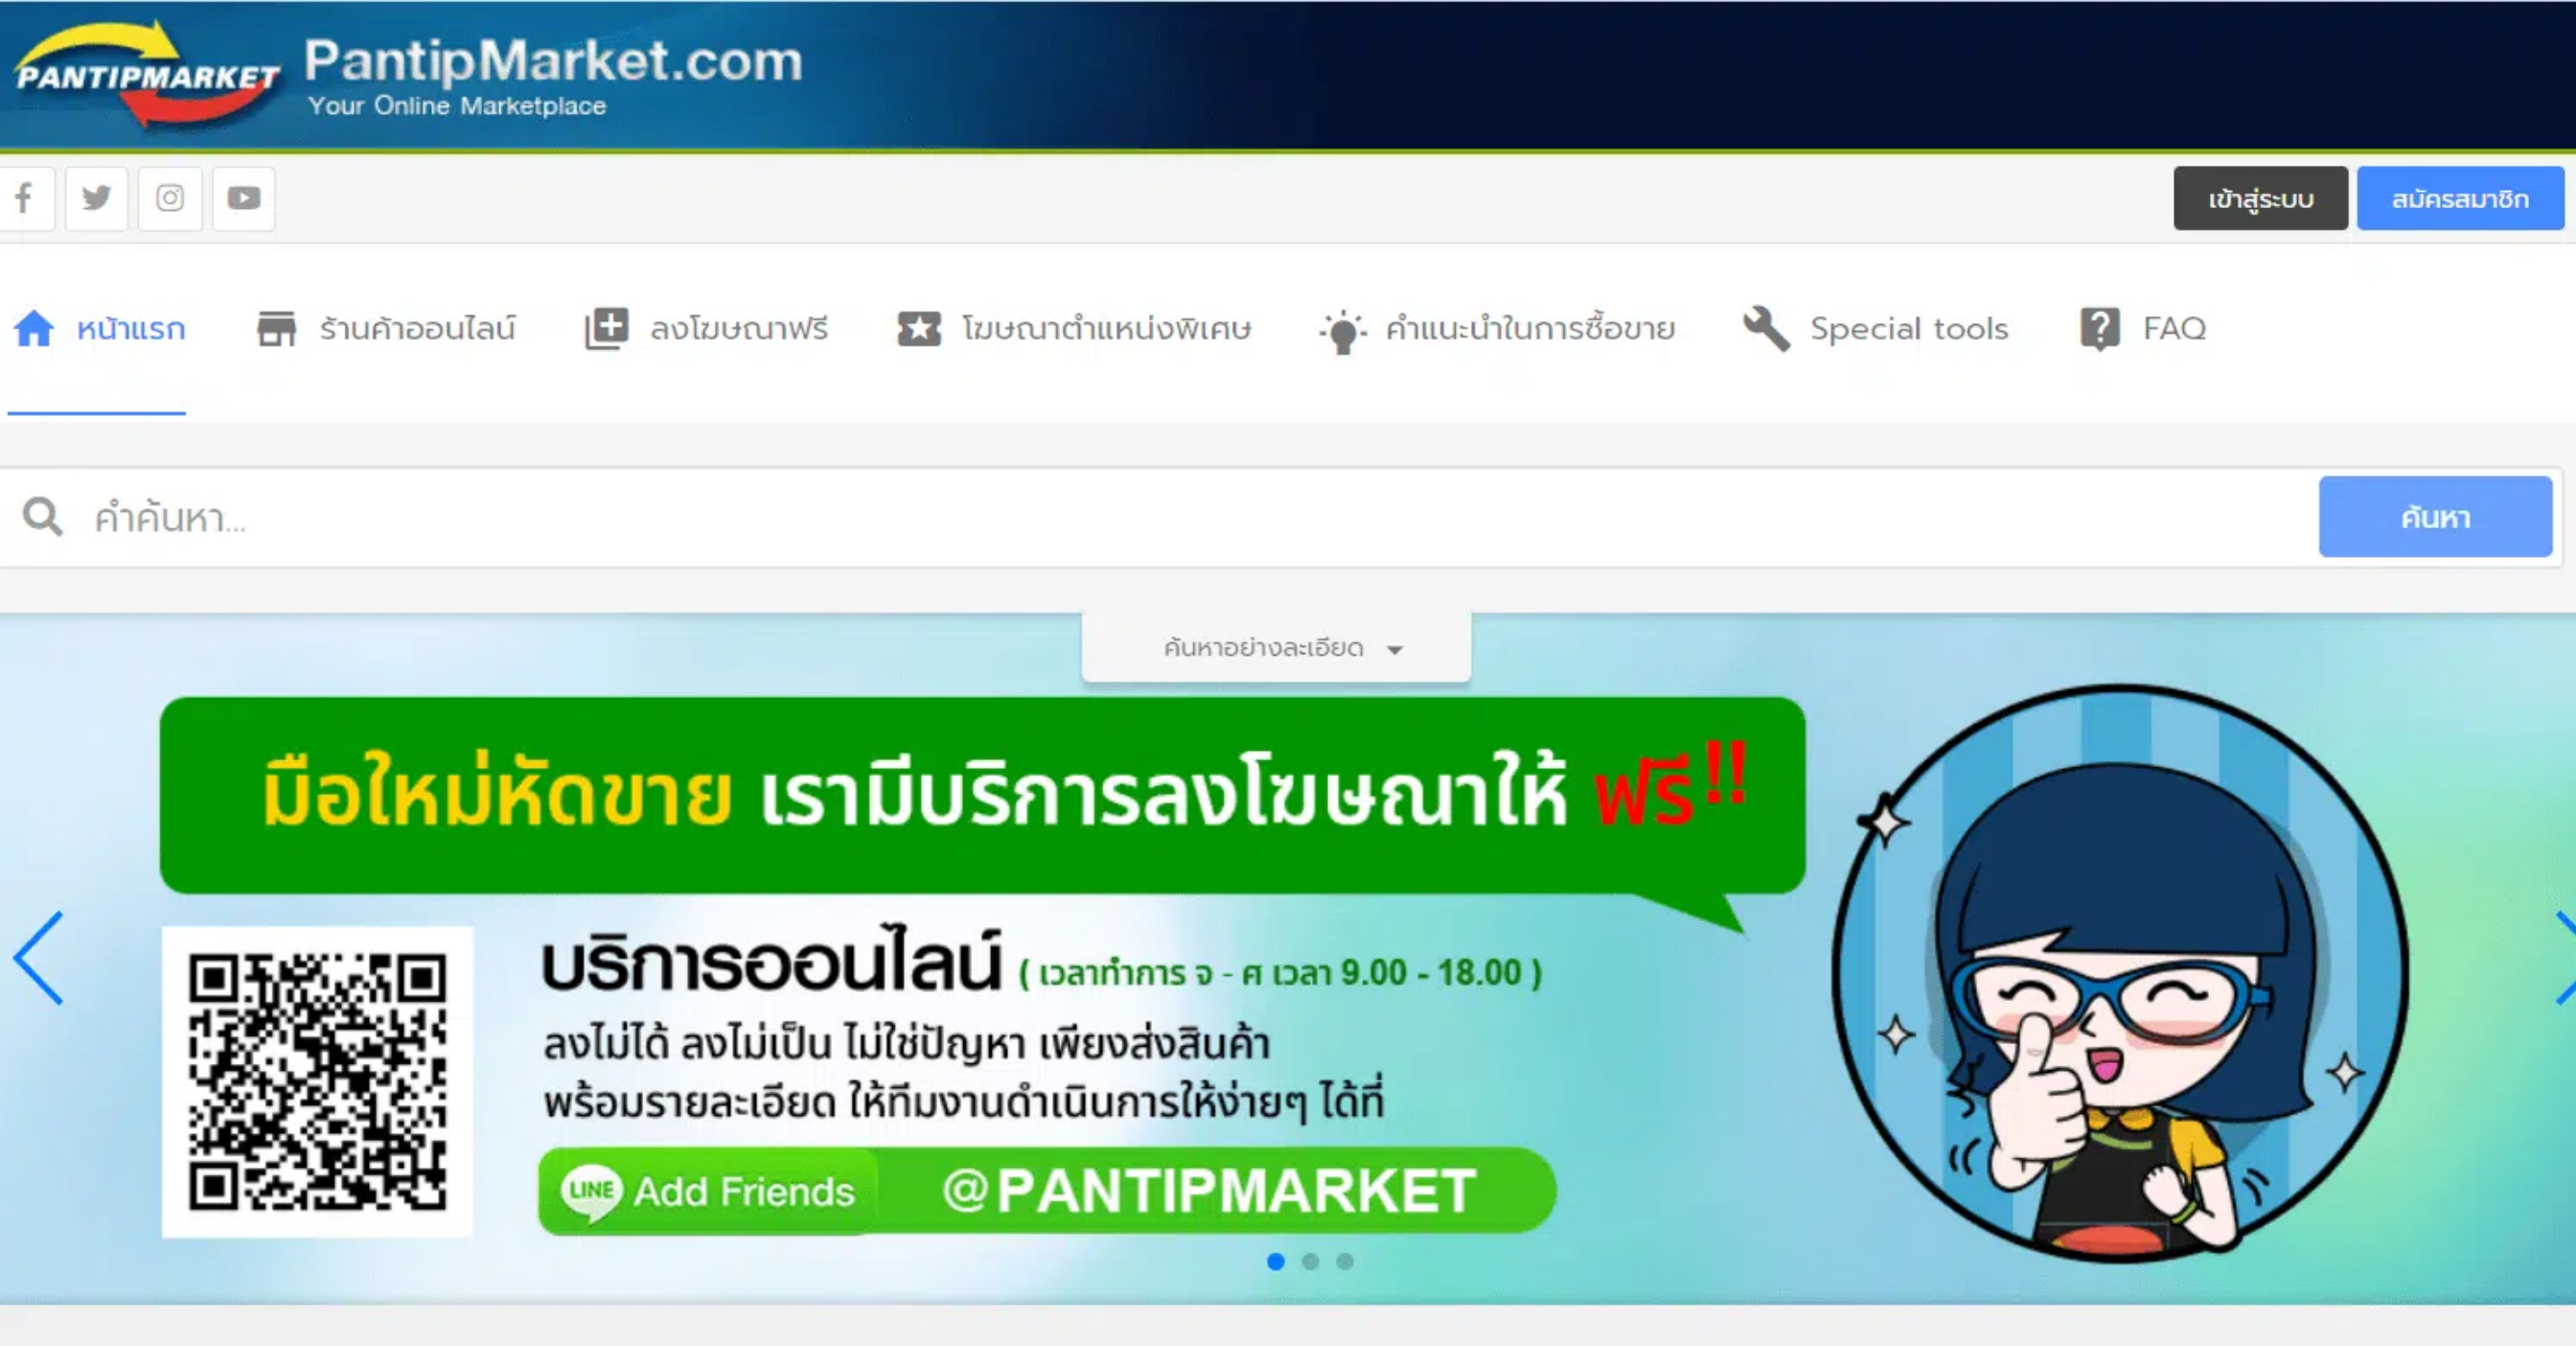 PANTIPMARKET
PantipMarket.com
Your Online Marketplace
เข้าสู่ระบบ
สมัครสมาชิก
หน้าแรก
ร้านค้าออนไลน์
ลงโฆษณาฟรี
โฆษณาตำแหน่งพิเศษ
คำแนะนำในการซื้อขาย
Special tools
FAQ
คำค้นหา...
ค้นหา
ค้นหาอย่างละเอียด
มือใหม่หัดขาย เรามีบริการลงโฆษณาให้ ฟรี!!
บริการออนไลน์ ( เวลาทำการ จ - ศ เวลา 9.00 - 18.00 )
ลงไม่ได้ ลงไม่เป็น ไม่ใช่ปัญหา เพียงส่งสินค้า
พร้อมรายละเอียด ให้ทีมงานดำเนินการให้ง่ายๆ ได้ที่
LINE Add Friends @PANTIPMARKET